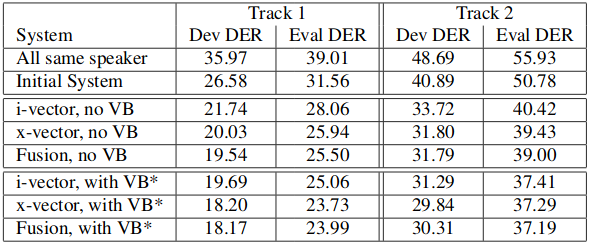 Track 1 Track 2
System Dev DER Eval DER Dev DER Eval DER
All same speaker 35.97 39.01 48.69 55.93
Initial System 26.58 31.56 40.89 50.78
i-vector, no VB 21.74 28.06 33.72 40.42
x-vector, no VB 20.03 25.94 31.80 39.43
Fusion, no VB 19.54 25.50 31.79 39.00
i-vector, with VB* 19.69 25.06 31.29 37.41
x-vector, with VB* 18.20 23.73 29.84 37.29
Fusion, with VB* 18.17 23.99 30.31 37.19